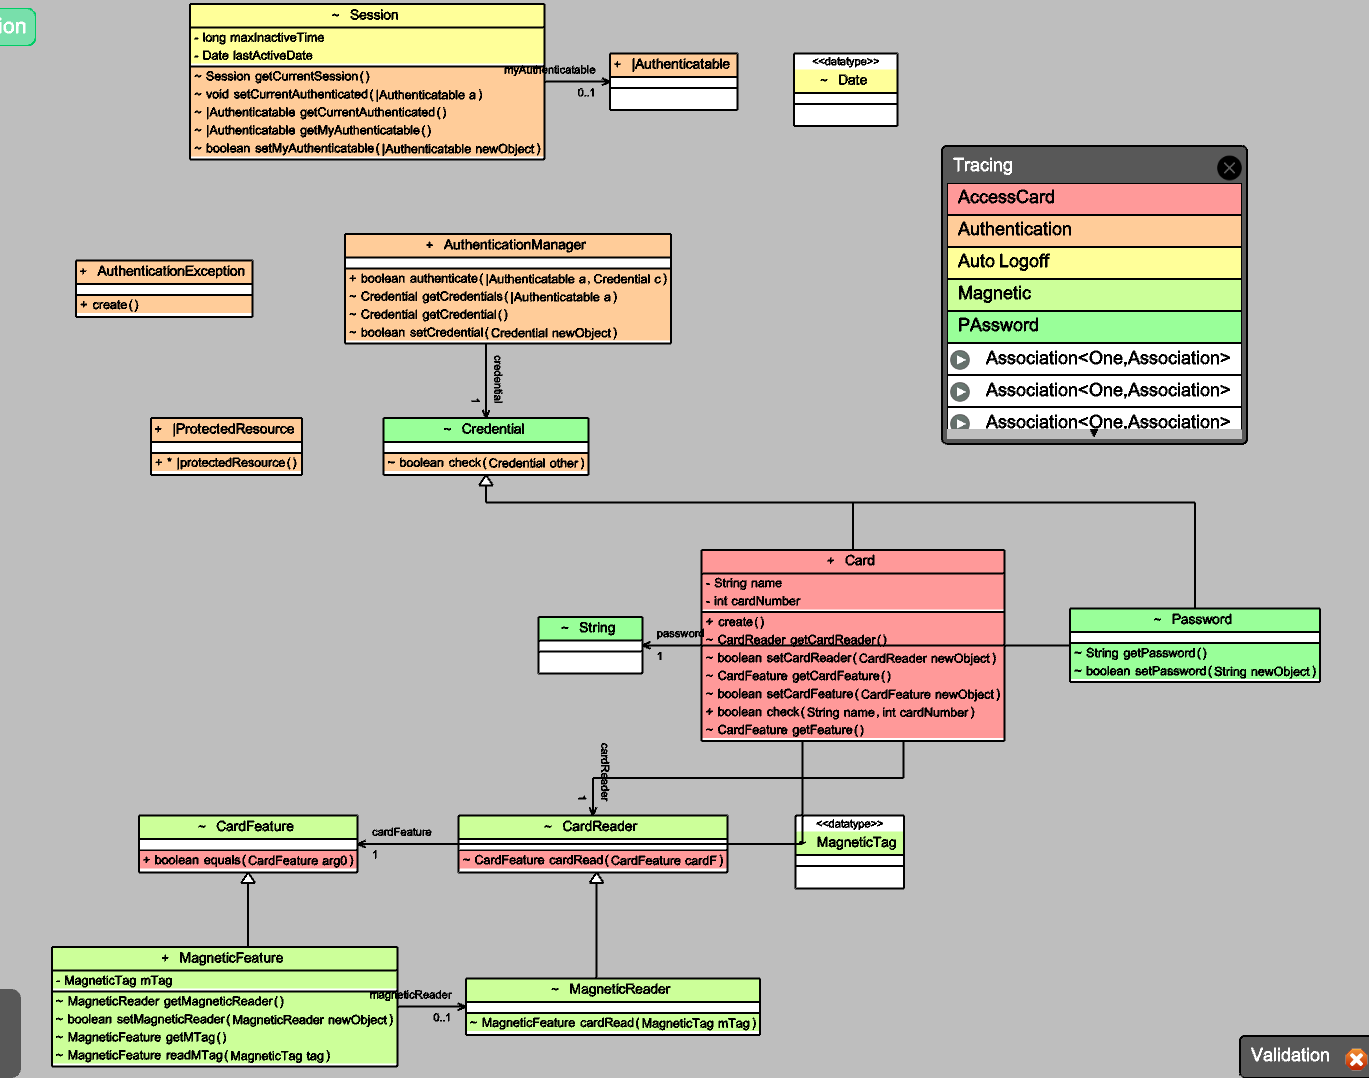 ion
~ Session
- long maxInactiveTime
- Date lastActiveDate
~ Session getCurrentSession()
~ void setCurrentAuthenticated(|Authenticatable a)
~ |Authenticatable getCurrentAuthenticated()
~ |Authenticatable getMyAuthenticatable()
~ boolean setMyAuthenticatable(|Authenticatable newObject)
myAuthenticatable
0..1
+ |Authenticatable
<<datatype>>
~ Date
Tracing
AccessCard
Authentication
Auto Logoff
Magnetic
PAssword
Association<One,Association>
Association<One,Association>
Association<One,Association>
+ AuthenticationException
+ create()
+ AuthenticationManager
+ boolean authenticate(|Authenticatable a, Credential c)
~ Credential getCredentials(|Authenticatable a)
~ Credential getCredential()
~ boolean setCredential(Credential newObject)
credential
1
+ |ProtectedResource
+ * |protectedResource()
~ Credential
~ boolean check(Credential other)
+ Card
- String name
- int cardNumber
+ create()
~ CardReader getCardReader()
~ boolean setCardReader(CardReader newObject)
~ CardFeature getCardFeature()
~ boolean setCardFeature(CardFeature newObject)
+ boolean check(String name, int cardNumber)
~ CardFeature getFeature()
~ String
password
1
~ Password
~ String getPassword()
~ boolean setPassword(String newObject)
cardReader
1
~ CardFeature
+ boolean equals(CardFeature arg0)
cardFeature
1
~ CardReader
~ CardFeature cardRead(CardFeature cardF)
<<datatype>>
~ MagneticTag
+ MagneticFeature
- MagneticTag mTag
~ MagneticReader getMagneticReader()
~ boolean setMagneticReader(MagneticReader newObject)
~ MagneticFeature getMTag()
~ MagneticFeature readMTag(MagneticTag tag)
magneticReader
0..1
~ MagneticReader
~ MagneticFeature cardRead(MagneticTag mTag)
Validation